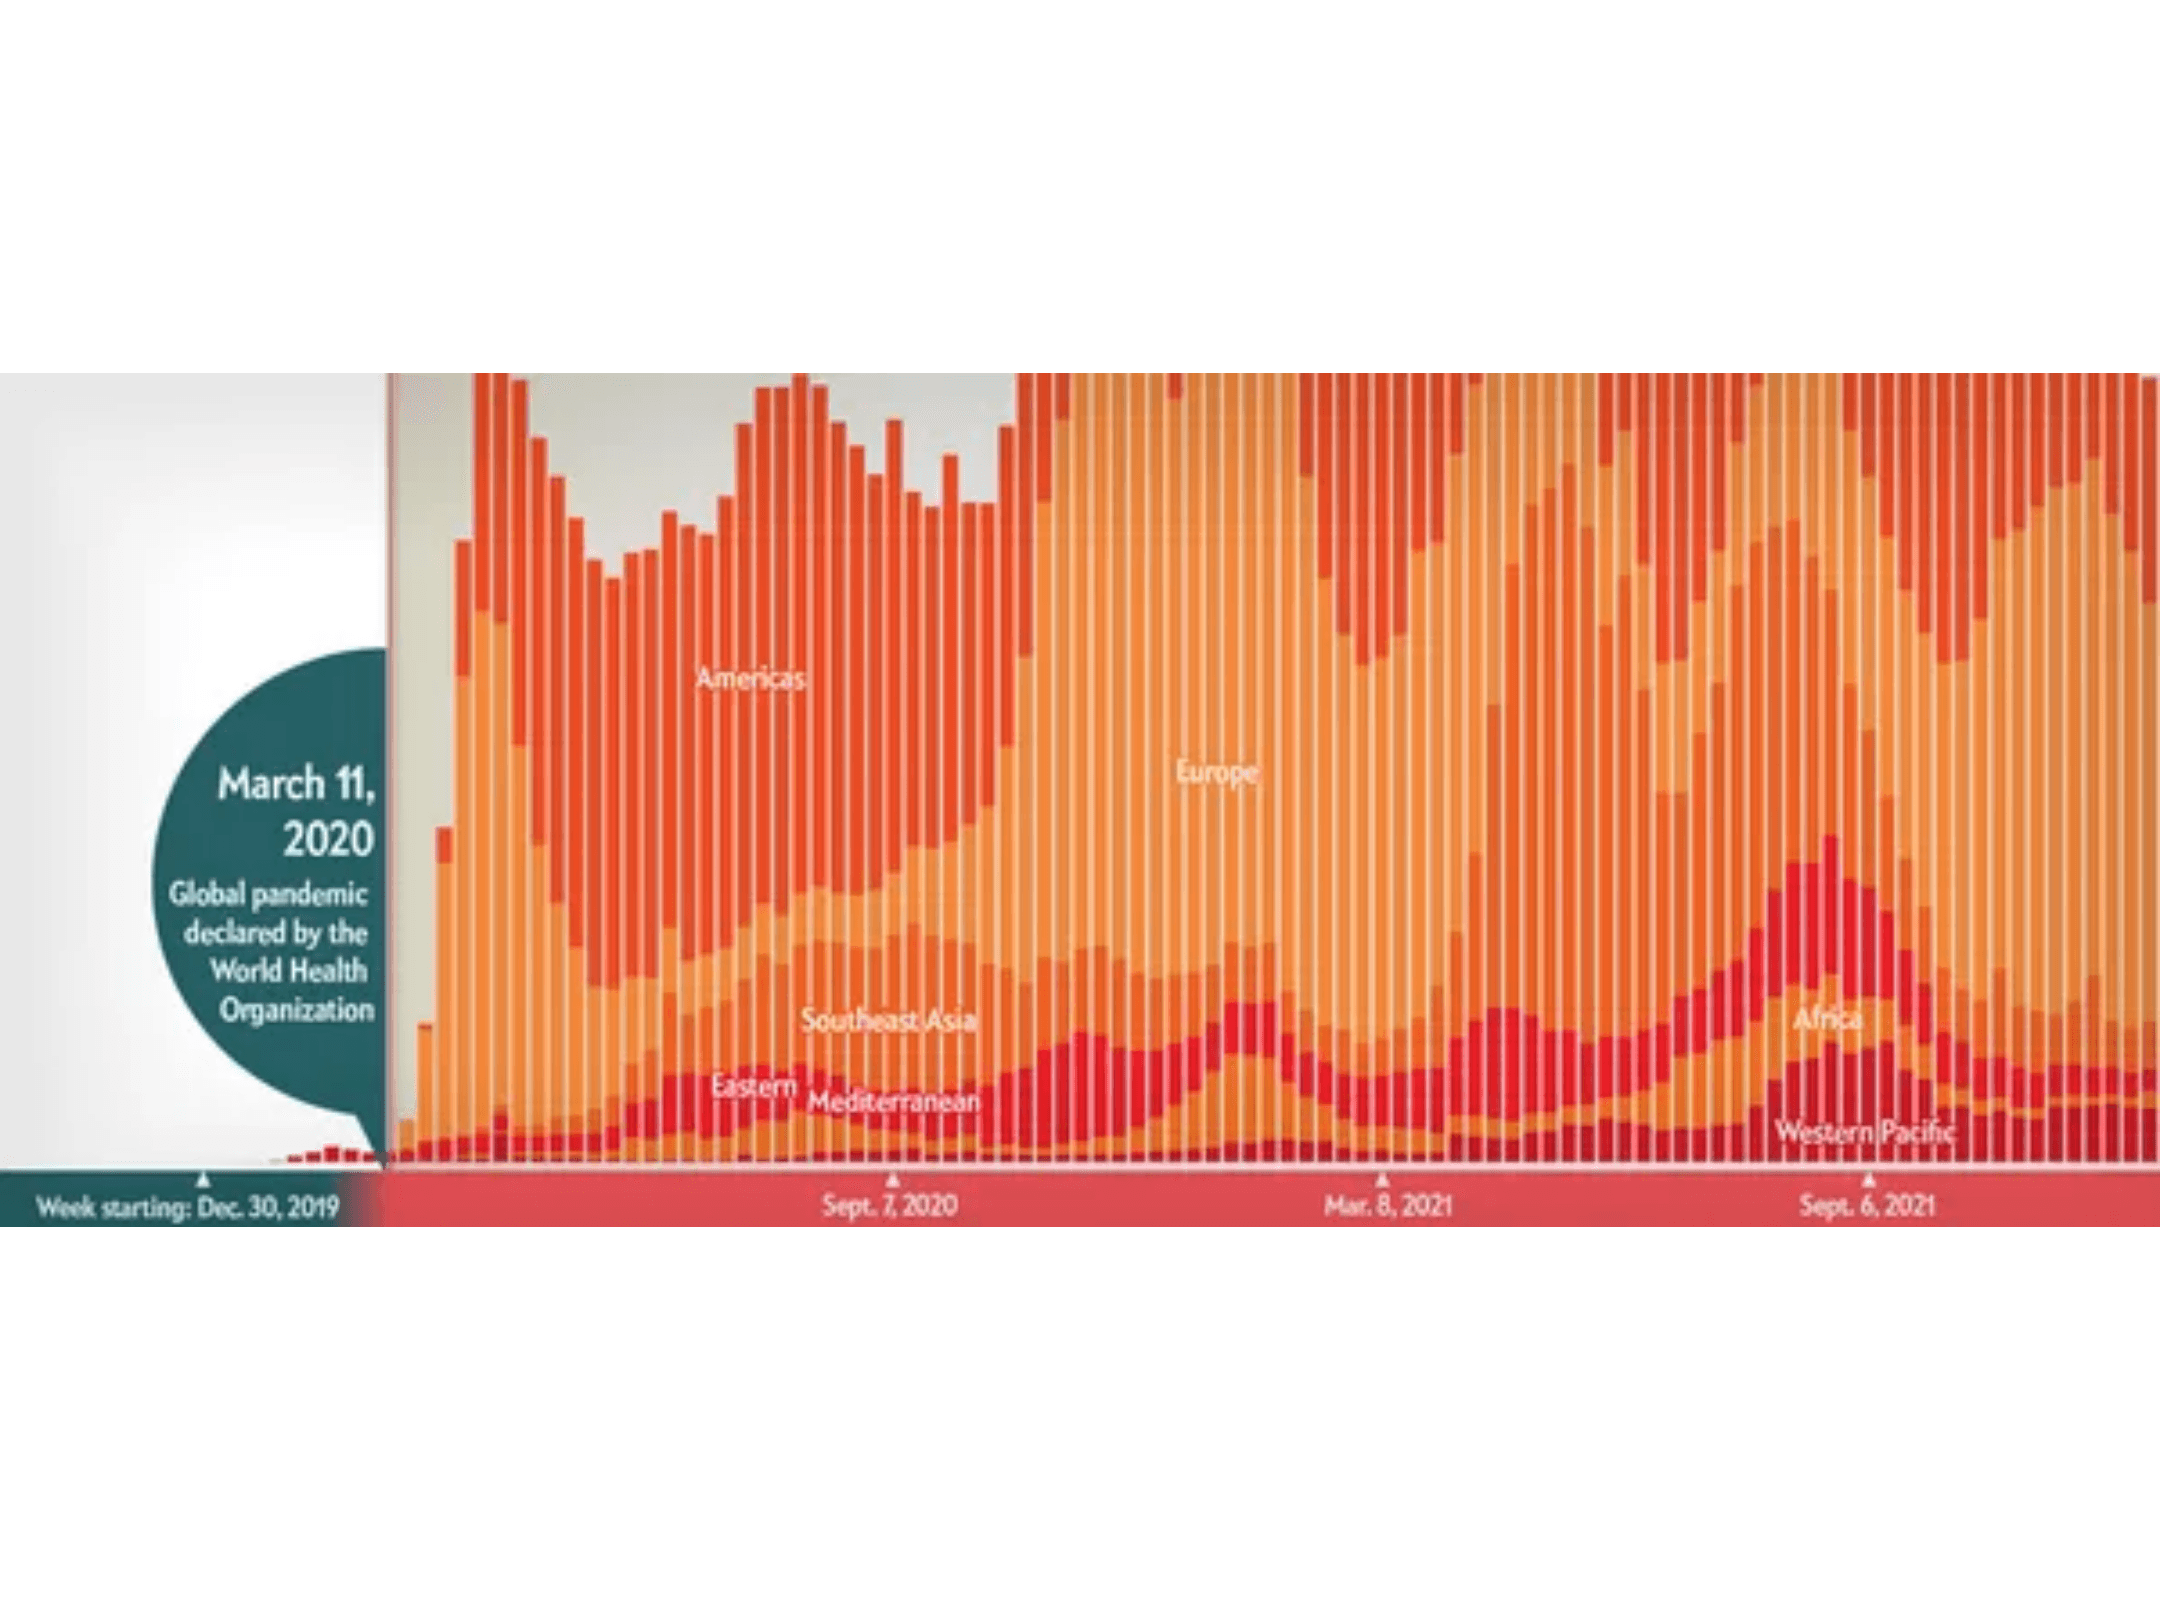 March 11,
2020
Global pandemic
declared by the
World Health
Organization
Americas
Europe
Southeast Asia
Eastern Mediterranean
Africa
Western Pacific
Week starting: Dec. 30, 2019
Sept. 7, 2020
Mar. 8, 2021
Sept. 6, 2021